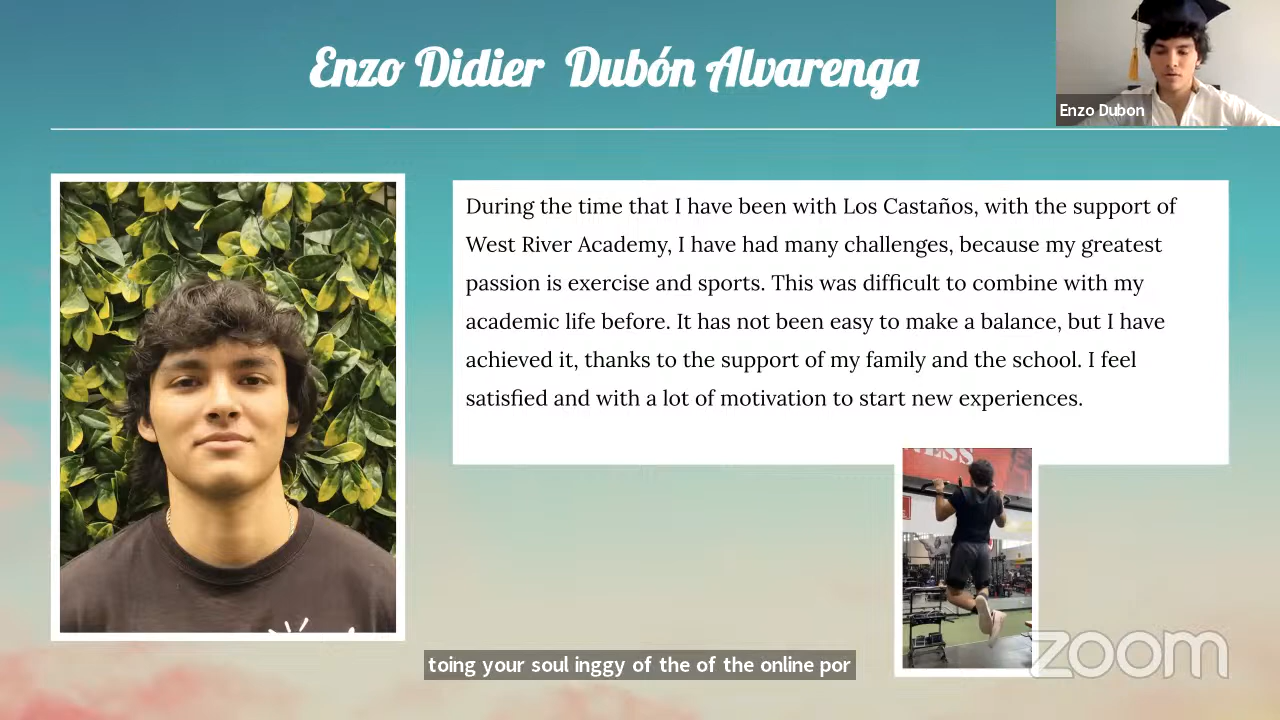 Enzo Didier Dubón Alvarenga
Enzo Dubon
During the time that I have been with Los Castaños, with the support of
West River Academy, I have had many challenges, because my greatest
passion is exercise and sports. This was difficult to combine with my
academic life before. It has not been easy to make a balance, but I have
achieved it, thanks to the support of my family and the school. I feel
satisfied and with a lot of motivation to start new experiences.
NESS
toing your soul inggy of the of the online por
zoom